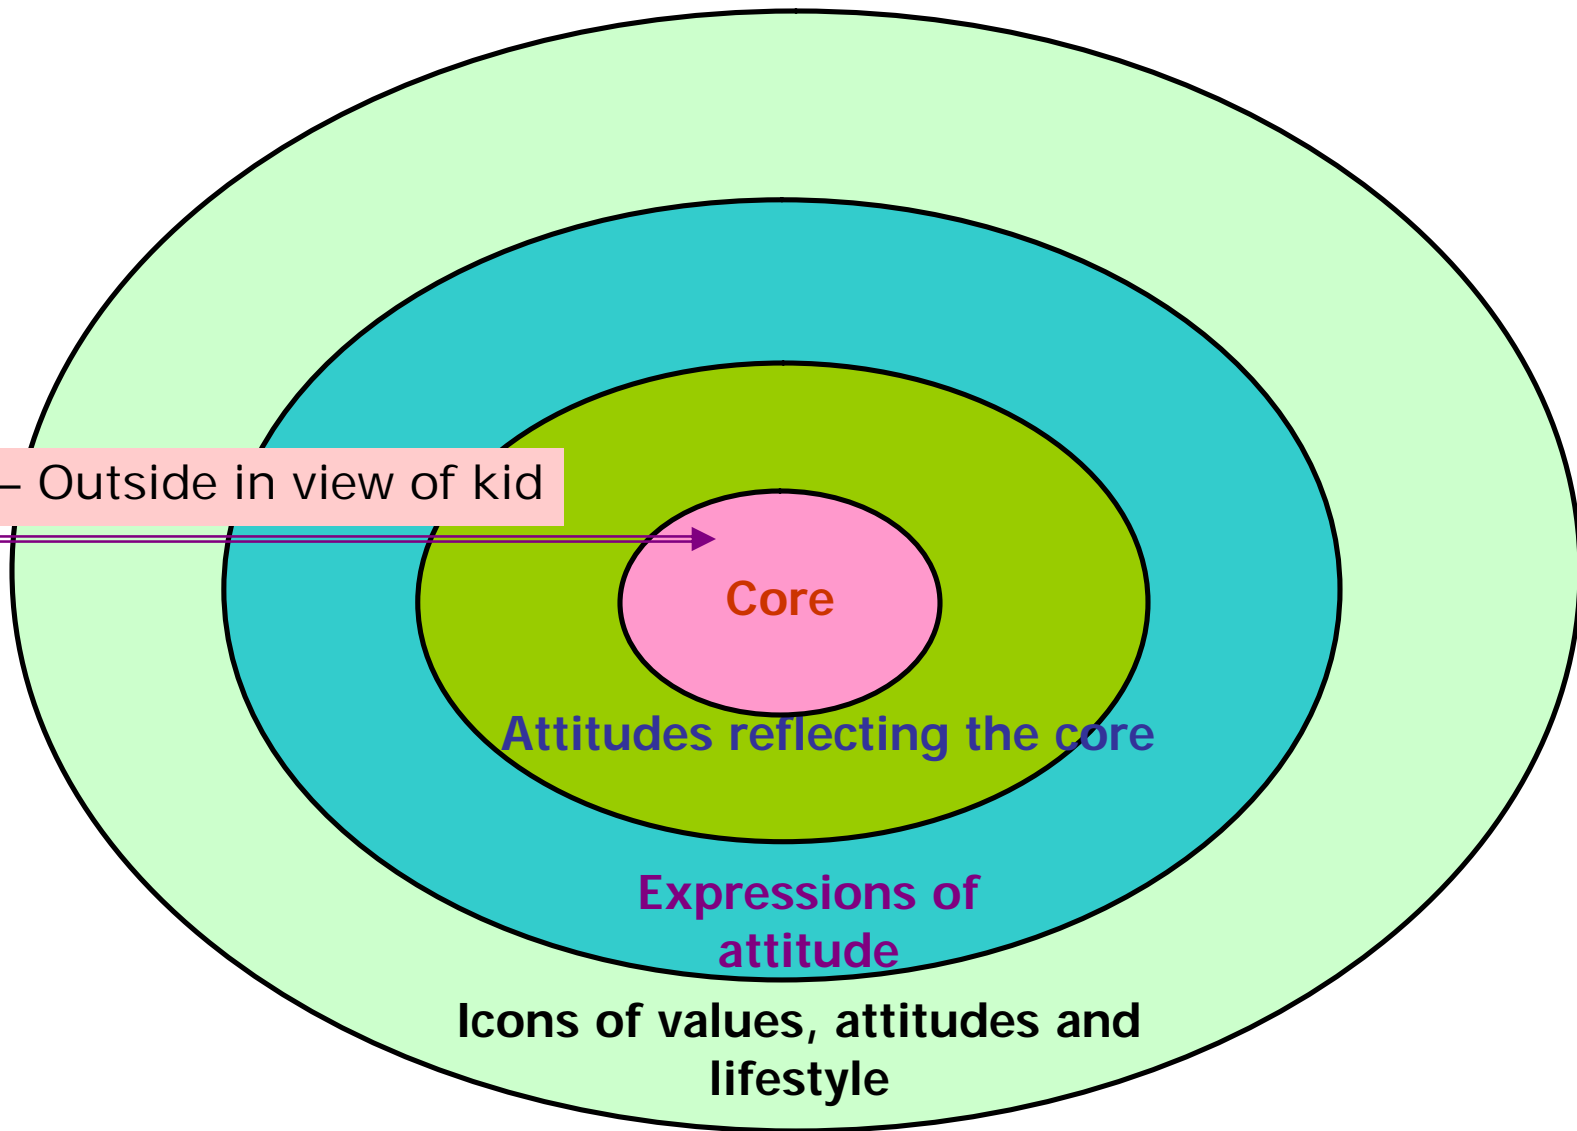 – Outside in view of kid
Core
Attitudes reflecting the core
Expressions of
attitude
Icons of values, attitudes and
lifestyle